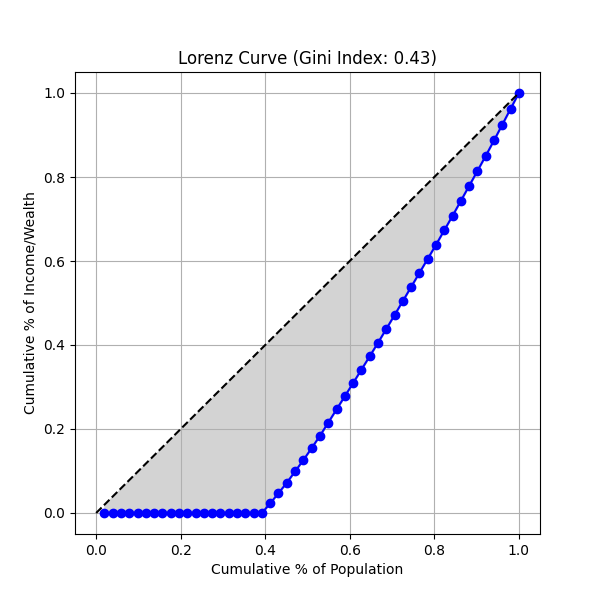 Lorenz Curve (Gini Index: 0.43)
Cumulative % of Income/Wealth
1.0
0.8
0.6
0.4
0.2
0.0
0.0 0.2 0.4 0.6 0.8 1.0
Cumulative % of Population